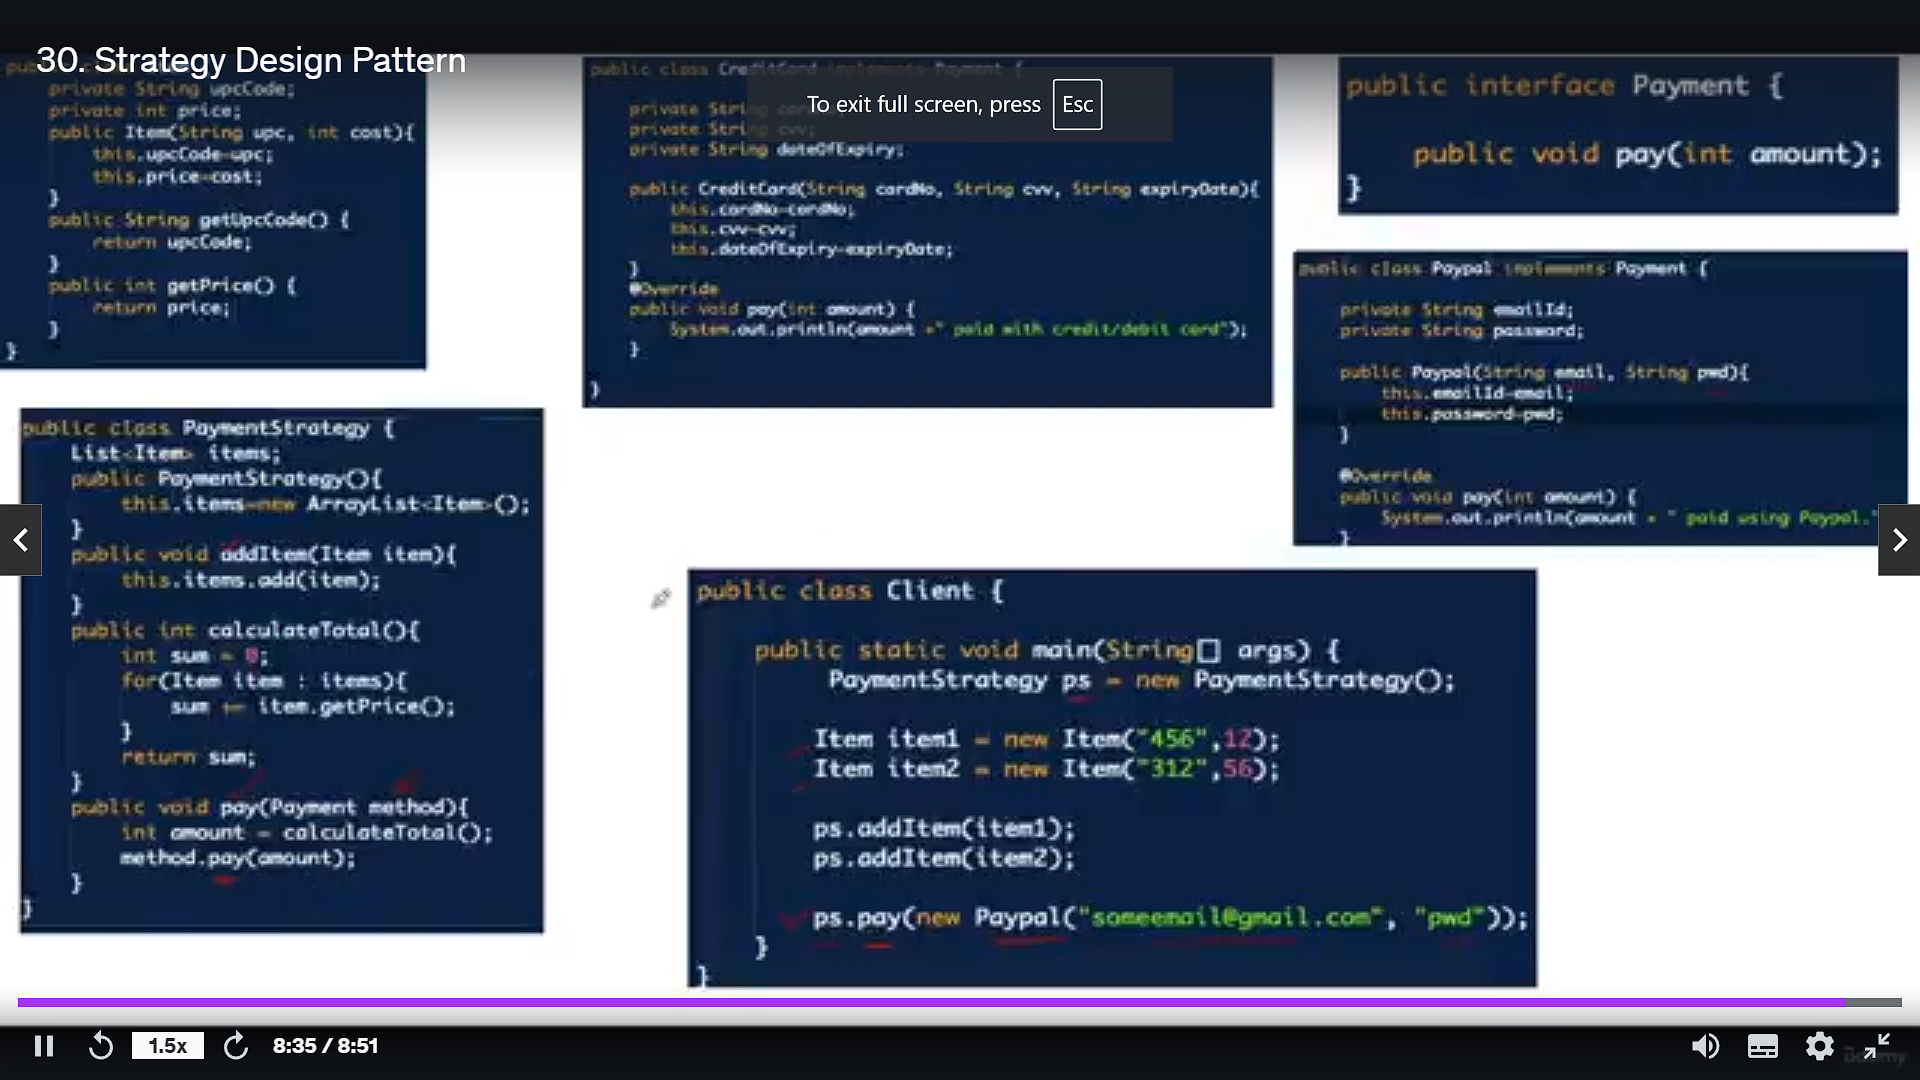 30. Strategy Design Pattern
To exit full screen, press Esc
private String upcCode;
private int price;
public Item(String upc, int cost){
this.upcCode=upc;
this.price=cost;
}
public String getUpcCode() {
return upcCode;
}
public int getPrice() {
return price;
}
}
public class CreditCard implements Payment {
private String
private String cvv;
private String dateOfExpiry;
public CreditCard(String cardNo, String cvv, String expiryDate){
this.cardNo=cardNo;
this.cvv=cvv;
this.dateOfExpiry=expiryDate;
}
@Override
public void pay(int amount) {
System.out.println(amount +" paid with credit/debit card");
}
}
public interface Payment {
public void pay(int amount);
}
public class Paypal implements Payment {
private String emailId;
private String password;
public Paypal(String email, String pwd){
this.emailId=email;
this.password=pwd;
}
@Override
public void pay(int amount) {
System.out.println(amount + " paid using Paypal."
}
public class PaymentStrategy {
List<Item> items;
public PaymentStrategy(){
this.items=new ArrayList<Item>();
}
public void addItem(Item item){
this.items.add(item);
}
public int calculateTotal(){
int sum = 0;
for(Item item : items){
sum += item.getPrice();
}
return sum;
}
public void pay(Payment method){
int amount = calculateTotal();
method.pay(amount);
}
}
public class Client {
public static void main(String[] args) {
PaymentStrategy ps = new PaymentStrategy();
Item item1 = new Item("456",12);
Item item2 = new Item("312",56);
ps.addItem(item1);
ps.addItem(item2);
ps.pay(new Paypal("someemail@gmail.com", "pwd"));
}
}
1.5x
8:35 / 8:51
Udemy